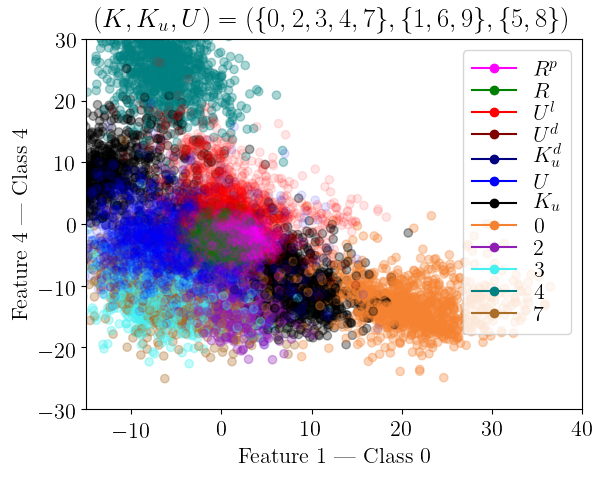 (K, K_u, U) = ({0, 2, 3, 4, 7}, {1, 6, 9}, {5, 8})
30
20
10
0
−10
−20
−30
Feature 4 — Class 4
R^p
R
U^l
U^d
K_u^d
U
K_u
0
2
3
4
7
−10
0
10
20
30
40
Feature 1 — Class 0